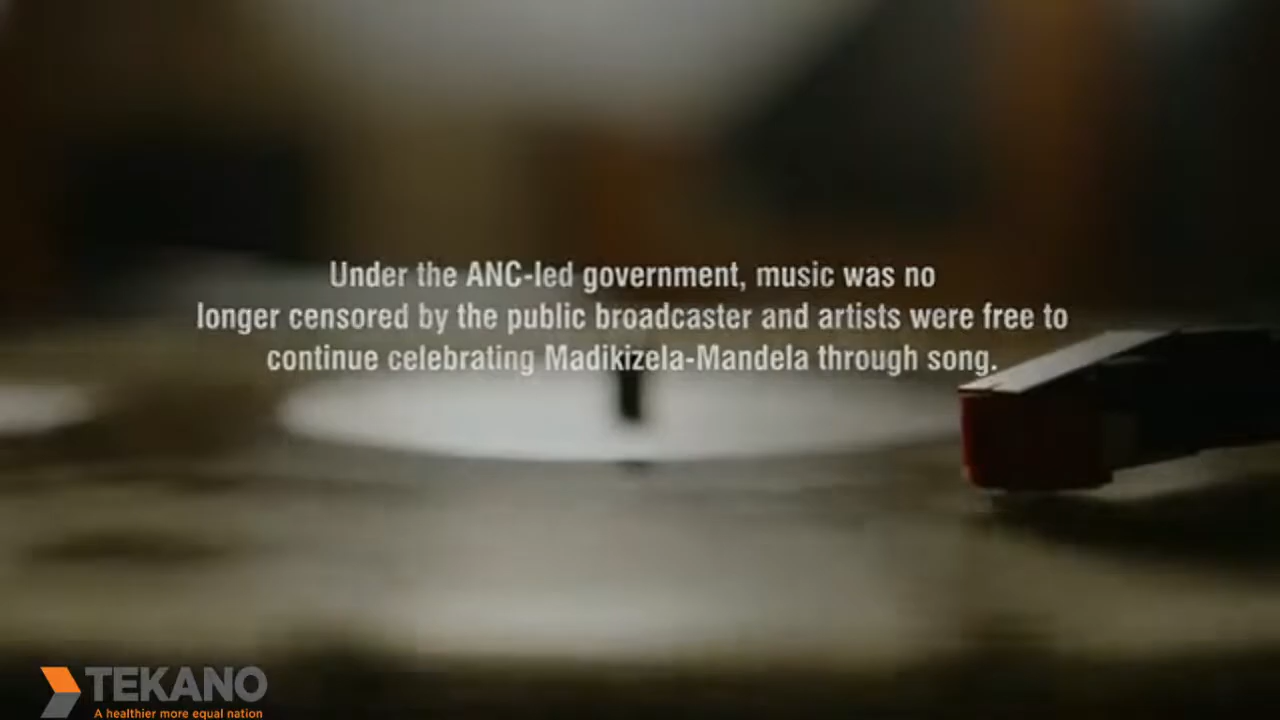 Under the ANC-led government, music was no
longer censored by the public broadcaster and artists were free to
continue celebrating Madikizela-Mandela through song.
TEKANO
A healthier more equal nation